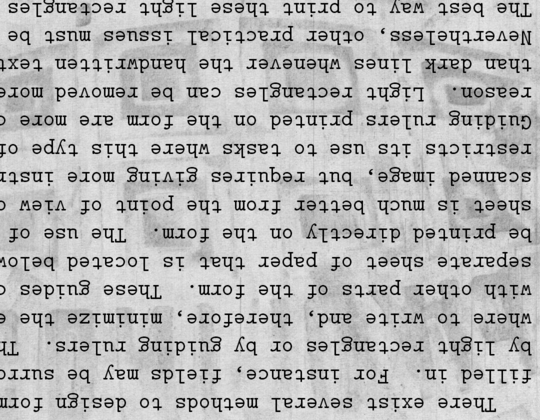 There exist several methods to design form
filled in. For instance, fields may be surro
by light rectangles or by guiding rulers. Th
where to write and, therefore, minimize the e
with other parts of the form. These guides c
separate sheet of paper that is located below
be printed directly on the form. The use of
sheet is much better from the point of view o
scanned image, but requires giving more instr
restricts its use to tasks where this type of
Guiding rulers printed on the form are more c
reason. Light rectangles can be removed more
than dark lines whenever the handwritten text
Nevertheless, other practical issues must be
The best way to print these light rectangles